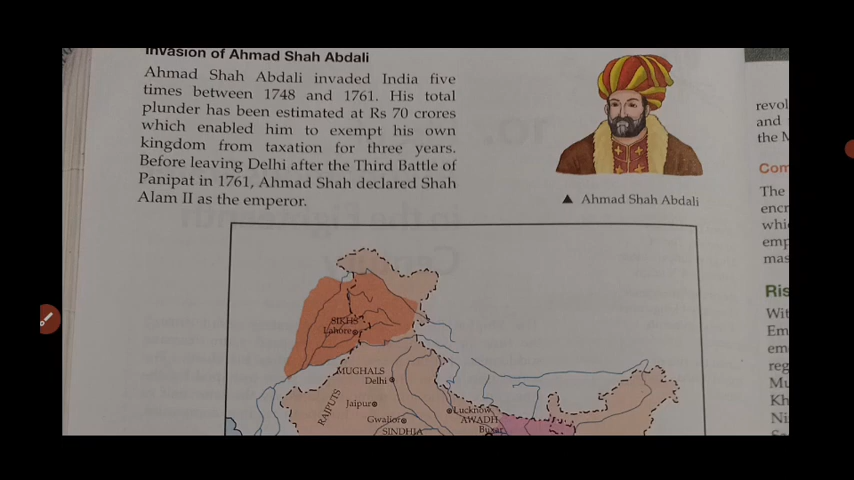 Invasion of Ahmad Shah Abdali
Ahmad Shah Abdali invaded India five
times between 1748 and 1761. His total
plunder has been estimated at Rs 70 crores
which enabled him to exempt his own
kingdom from taxation for three years.
Before leaving Delhi after the Third Battle of
Panipat in 1761, Ahmad Shah declared Shah
Alam II as the emperor.
▲ Ahmad Shah Abdali
SIKHS
Lahore
MUGHALS
Delhi
RAJPUTS
Jaipur
Gwalior
SINDHIA
Lucknow
AWADH
Buxar
revol
and
the M
Com
The
encr
whi
emp
mas
Ris
Wit
Em
eme
reg
Mu
Kh
Ni